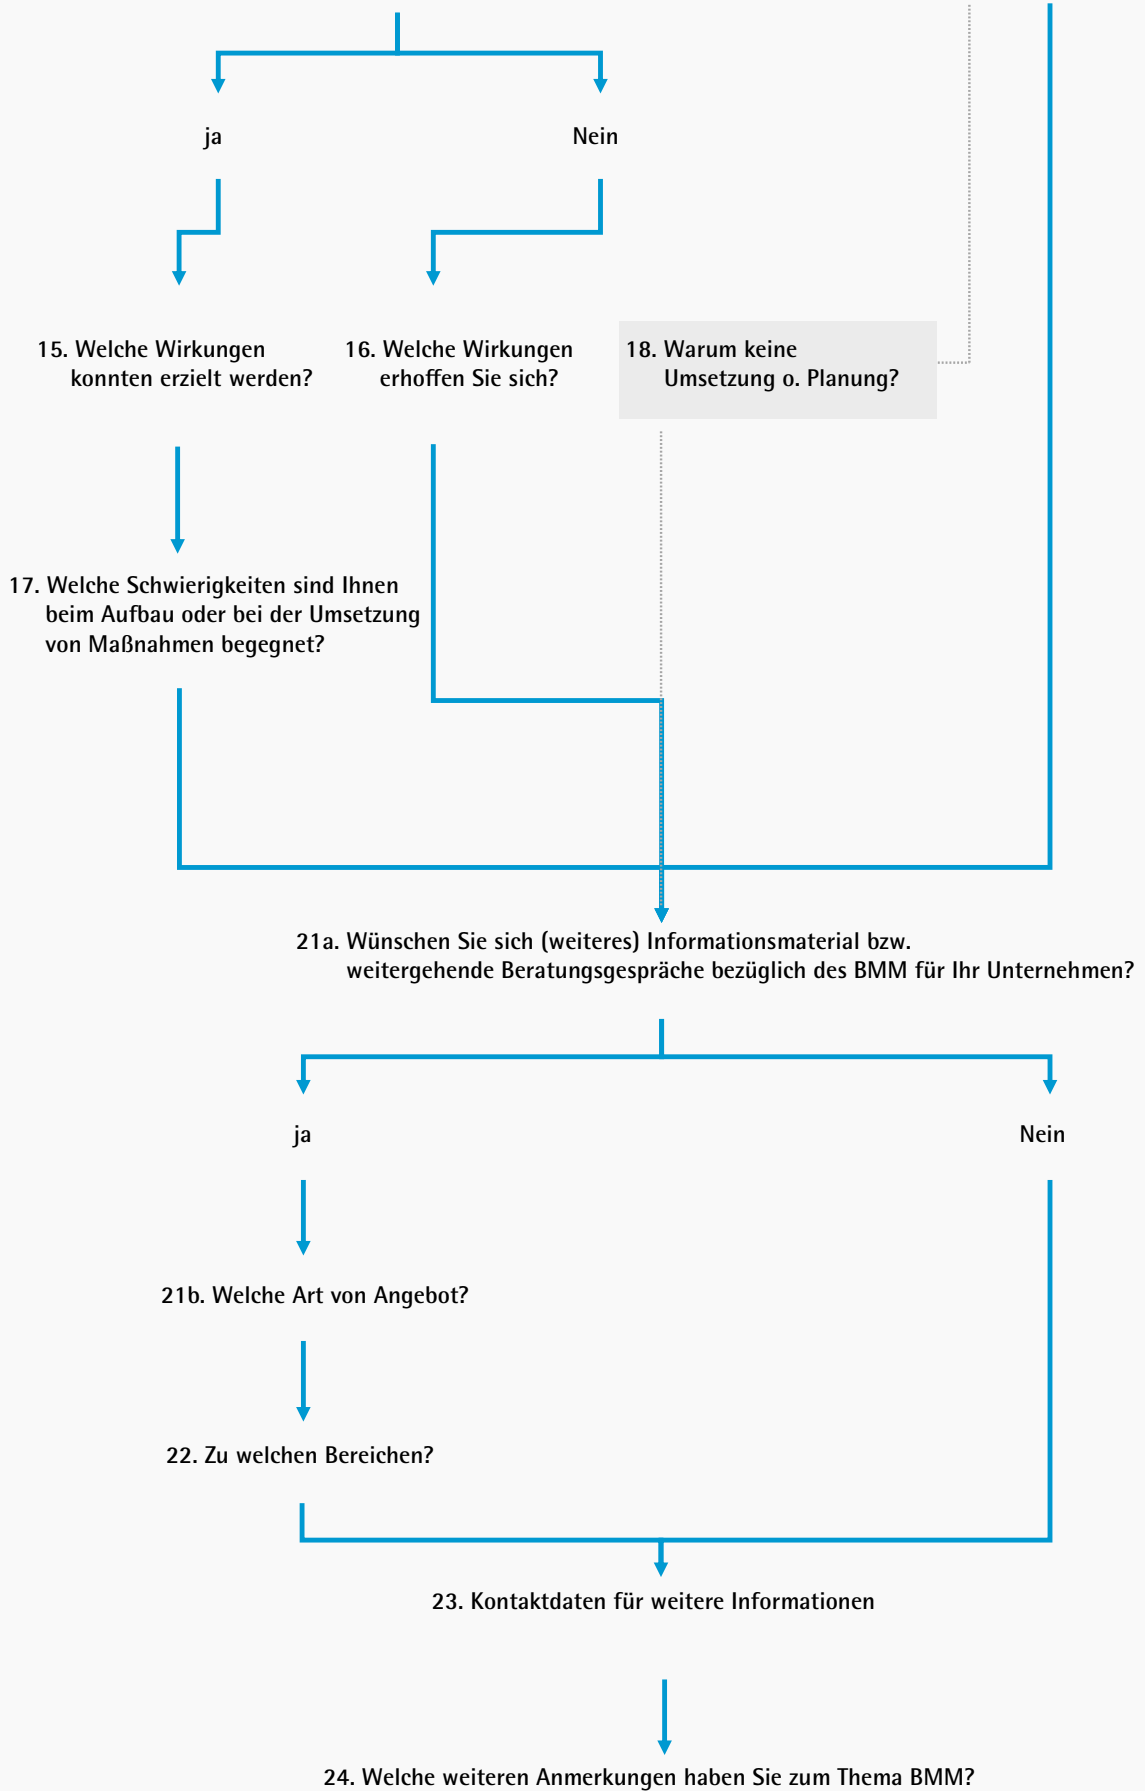 ja
Nein
15. Welche Wirkungen
konnten erzielt werden?
16. Welche Wirkungen
erhoffen Sie sich?
18. Warum keine
Umsetzung o. Planung?
17. Welche Schwierigkeiten sind Ihnen
beim Aufbau oder bei der Umsetzung
von Maßnahmen begegnet?
21a. Wünschen Sie sich (weiteres) Informationsmaterial bzw.
weitergehende Beratungsgespräche bezüglich des BMM für Ihr Unternehmen?
ja
Nein
21b. Welche Art von Angebot?
22. Zu welchen Bereichen?
23. Kontaktdaten für weitere Informationen
24. Welche weiteren Anmerkungen haben Sie zum Thema BMM?